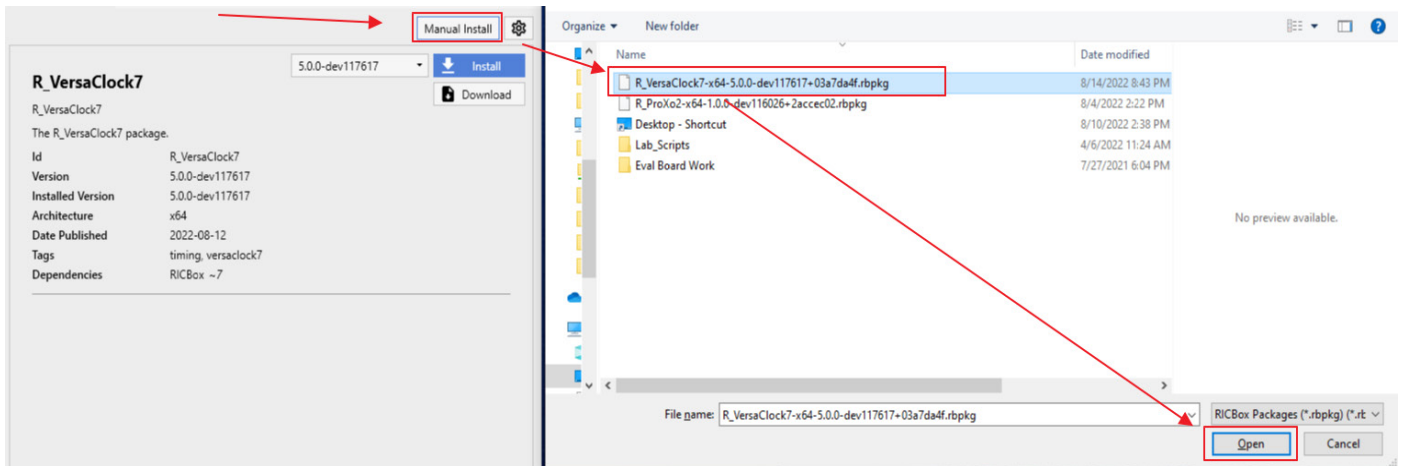 Manual Install
R_VersaClock7
5.0.0-dev117617
Install
Download
R_VersaClock7
The R_VersaClock7 package.
Id R_VersaClock7
Version 5.0.0-dev117617
Installed Version 5.0.0-dev117617
Architecture x64
Date Published 2022-08-12
Tags timing, versaclock7
Dependencies RICBox ~7
Organize New folder
Name Date modified
R_VersaClock7-x64-5.0.0-dev117617+03a7da4f.rbpkg 8/14/2022 8:43 PM
R_ProXo2-x64-1.0.0-dev116026+2accec02.rbpkg 8/4/2022 2:22 PM
Desktop - Shortcut 8/10/2022 2:38 PM
Lab_Scripts 4/6/2022 11:24 AM
Eval Board Work 7/27/2021 6:04 PM
No preview available.
File name: R_VersaClock7-x64-5.0.0-dev117617+03a7da4f.rbpkg
RICBox Packages (*.rbpkg) (*.rt
Open Cancel